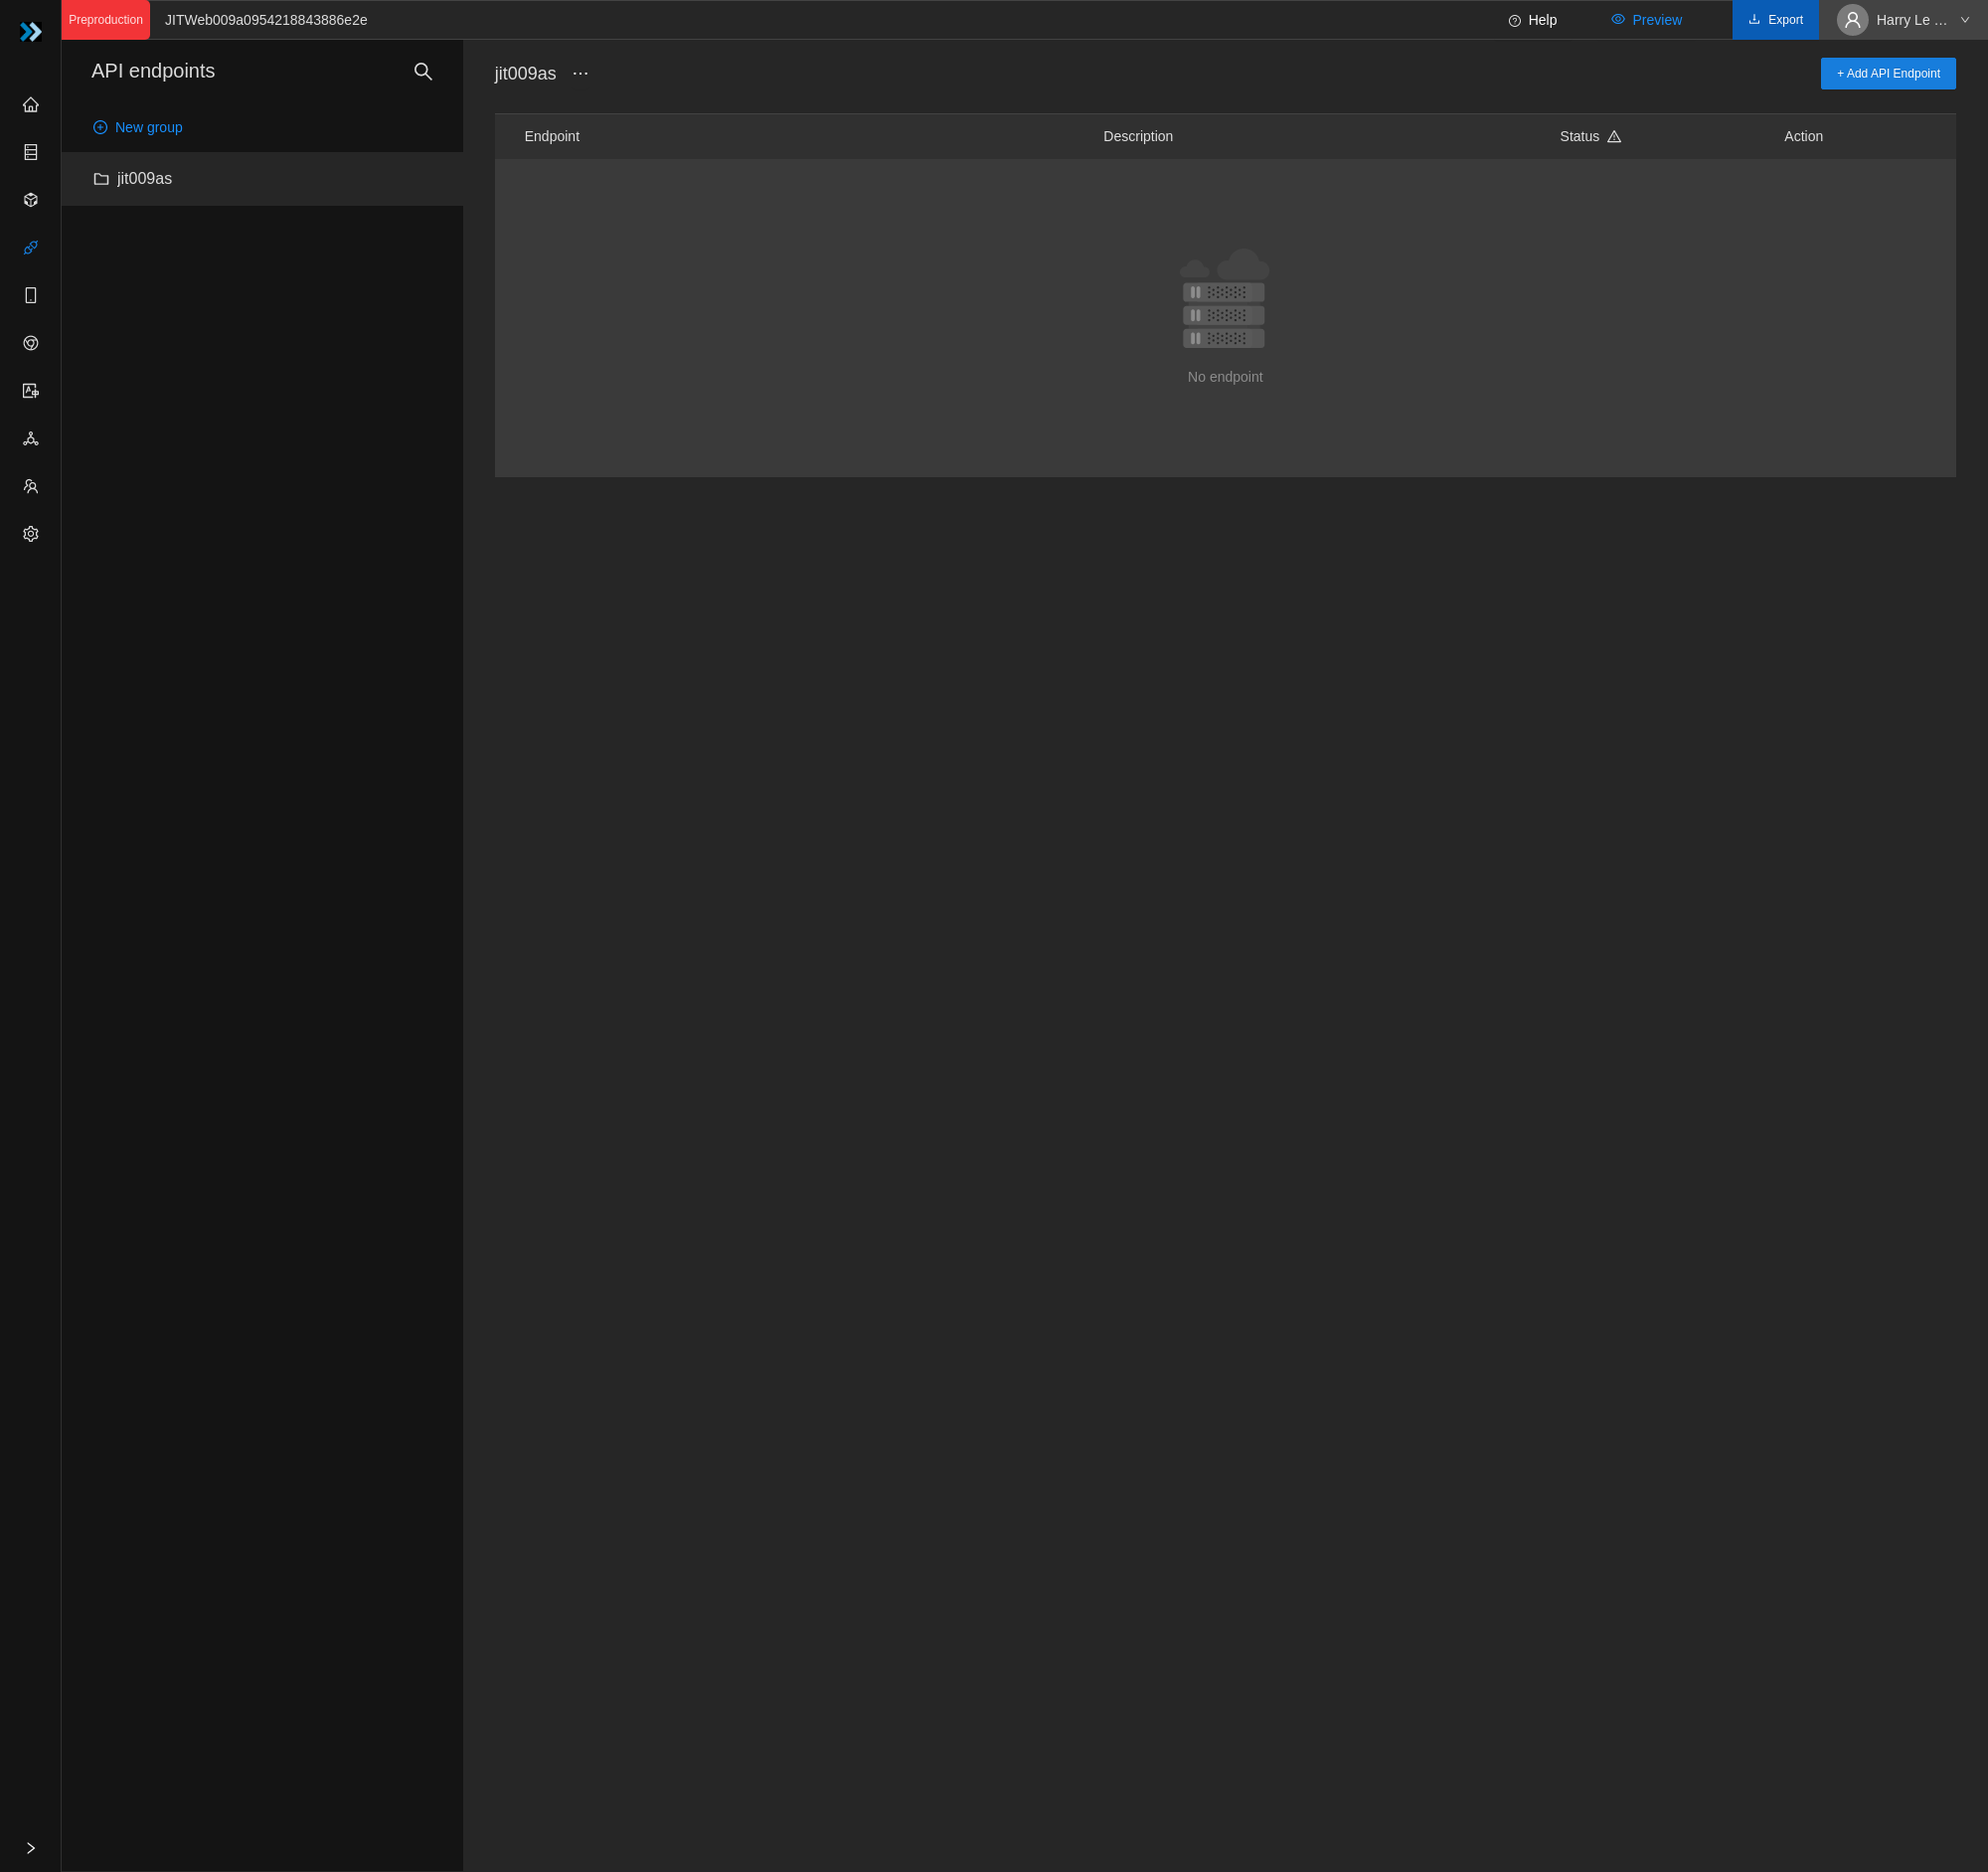 Preproduction
JITWeb009a0954218843886e2e
Help
Preview
Export
Harry Le ...
API endpoints
New group
jit009as
jit009as ···
+ Add API Endpoint
Endpoint Description Status Action
No endpoint